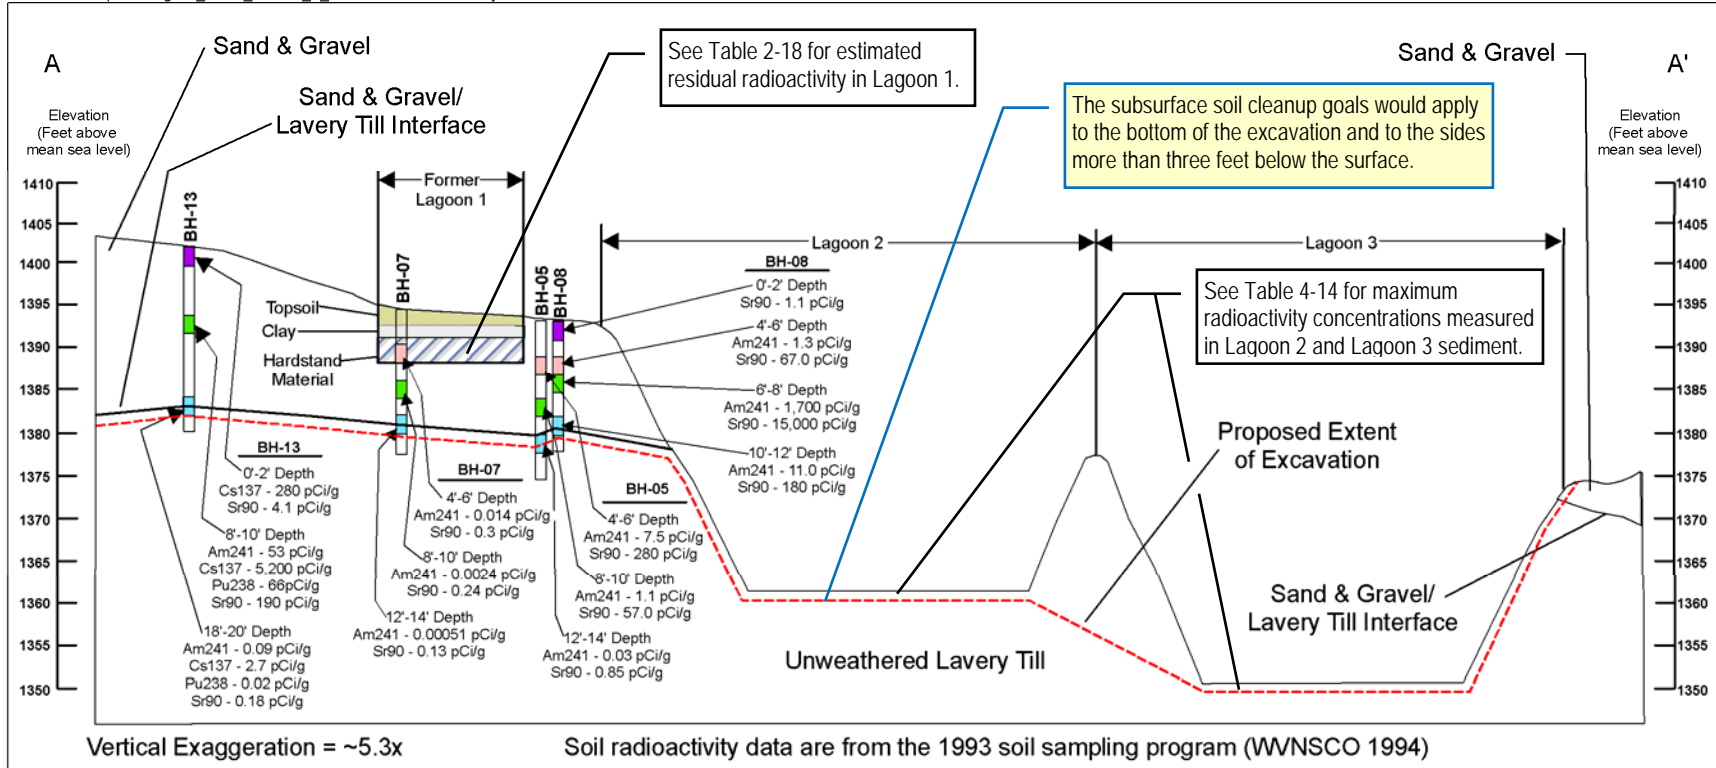 Sand & Gravel
A
Elevation
(Feet above
mean sea level)
Sand & Gravel/
Lavery Till Interface
See Table 2-18 for estimated
residual radioactivity in Lagoon 1.
The subsurface soil cleanup goals would apply
to the bottom of the excavation and to the sides
more than three feet below the surface.
Sand & Gravel
A'
Elevation
(Feet above
mean sea level)
1410
1405
1400
1395
1390
1385
1380
1375
1370
1365
1360
1355
1350
BH-13
Former
Lagoon 1
BH-07
BH-05
BH-08
Topsoil
Clay
Hardstand
Material
Lagoon 2
Lagoon 3
BH-08
0'-2' Depth
Sr90 - 1.1 pCi/g
4'-6' Depth
Am241 - 1.3 pCi/g
Sr90 - 67.0 pCi/g
6'-8' Depth
Am241 - 1,700 pCi/g
Sr90 - 15,000 pCi/g
10'-12' Depth
Am241 - 11.0 pCi/g
Sr90 - 180 pCi/g
See Table 4-14 for maximum
radioactivity concentrations measured
in Lagoon 2 and Lagoon 3 sediment.
Proposed Extent
of Excavation
BH-13
0'-2' Depth
Cs137 - 280 pCi/g
Sr90 - 4.1 pCi/g
8'-10' Depth
Am241 - 53 pCi/g
Cs137 - 5,200 pCi/g
Pu238 - 66pCi/g
Sr90 - 190 pCi/g
18'-20' Depth
Am241 - 0.09 pCi/g
Cs137 - 2.7 pCi/g
Pu238 - 0.02 pCi/g
Sr90 - 0.18 pCi/g
BH-07
4'-6' Depth
Am241 - 0.014 pCi/g
Sr90 - 0.3 pCi/g
8'-10' Depth
Am241 - 0.0024 pCi/g
Sr90 - 0.24 pCi/g
12'-14' Depth
Am241 - 0.00051 pCi/g
Sr90 - 0.13 pCi/g
BH-05
4'-6' Depth
Am241 - 7.5 pCi/g
Sr90 - 280 pCi/g
8'-10' Depth
Am241 - 1.1 pCi/g
Sr90 - 57.0 pCi/g
12'-14' Depth
Am241 - 0.03 pCi/g
Sr90 - 0.85 pCi/g
Unweathered Lavery Till
Sand & Gravel/
Lavery Till Interface
1410
1405
1400
1395
1390
1385
1380
1375
1370
1365
1360
1355
1350
Vertical Exaggeration = ~5.3x
Soil radioactivity data are from the 1993 soil sampling program (WVNSCO 1994)